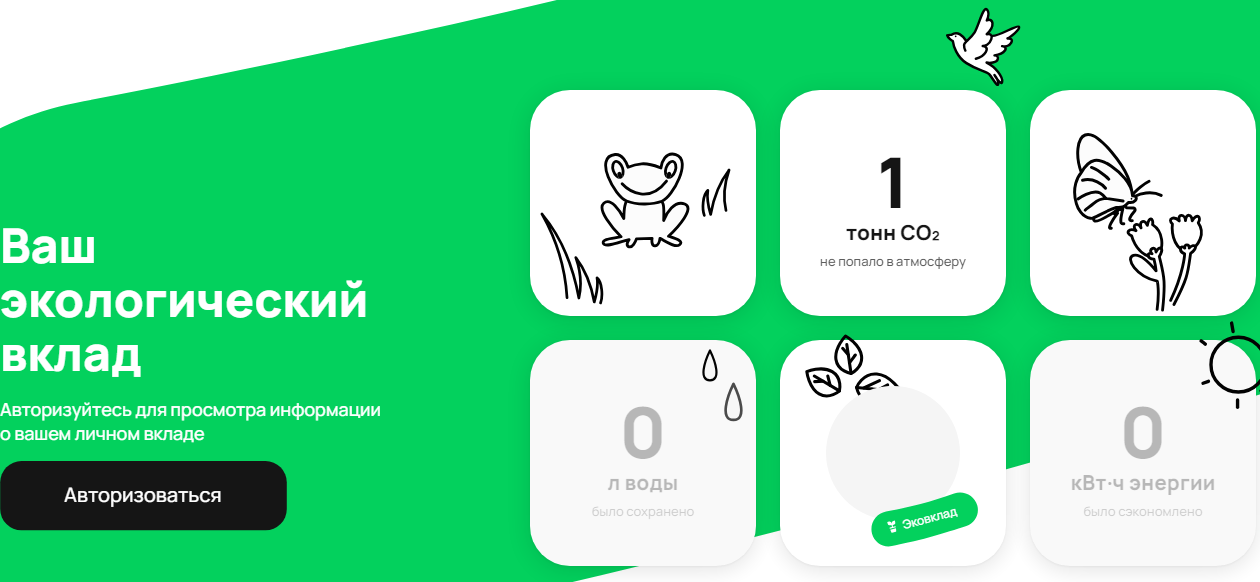 Ваш
экологический
вклад
Авторизуйтесь для просмотра информации
о вашем личном вкладе
Авторизоваться
1
тонн CO₂
не попало в атмосферу
0
л воды
было сохранено
Эковклад
0
кВт·ч энергии
было сэкономлено